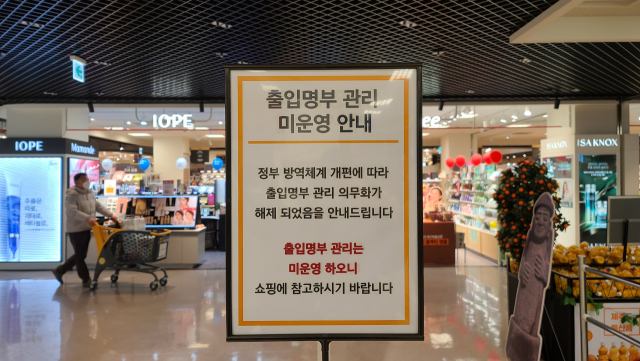 출입명부 관리
미운영 안내
정부 방역체계 개편에 따라
출입명부 관리 의무화가
해제 되었음을 안내드립니다
출입명부 관리는
미운영 하오니
쇼핑에 참고하시기 바랍니다
IOPE
Mamonde
IOPE
SA KNOX